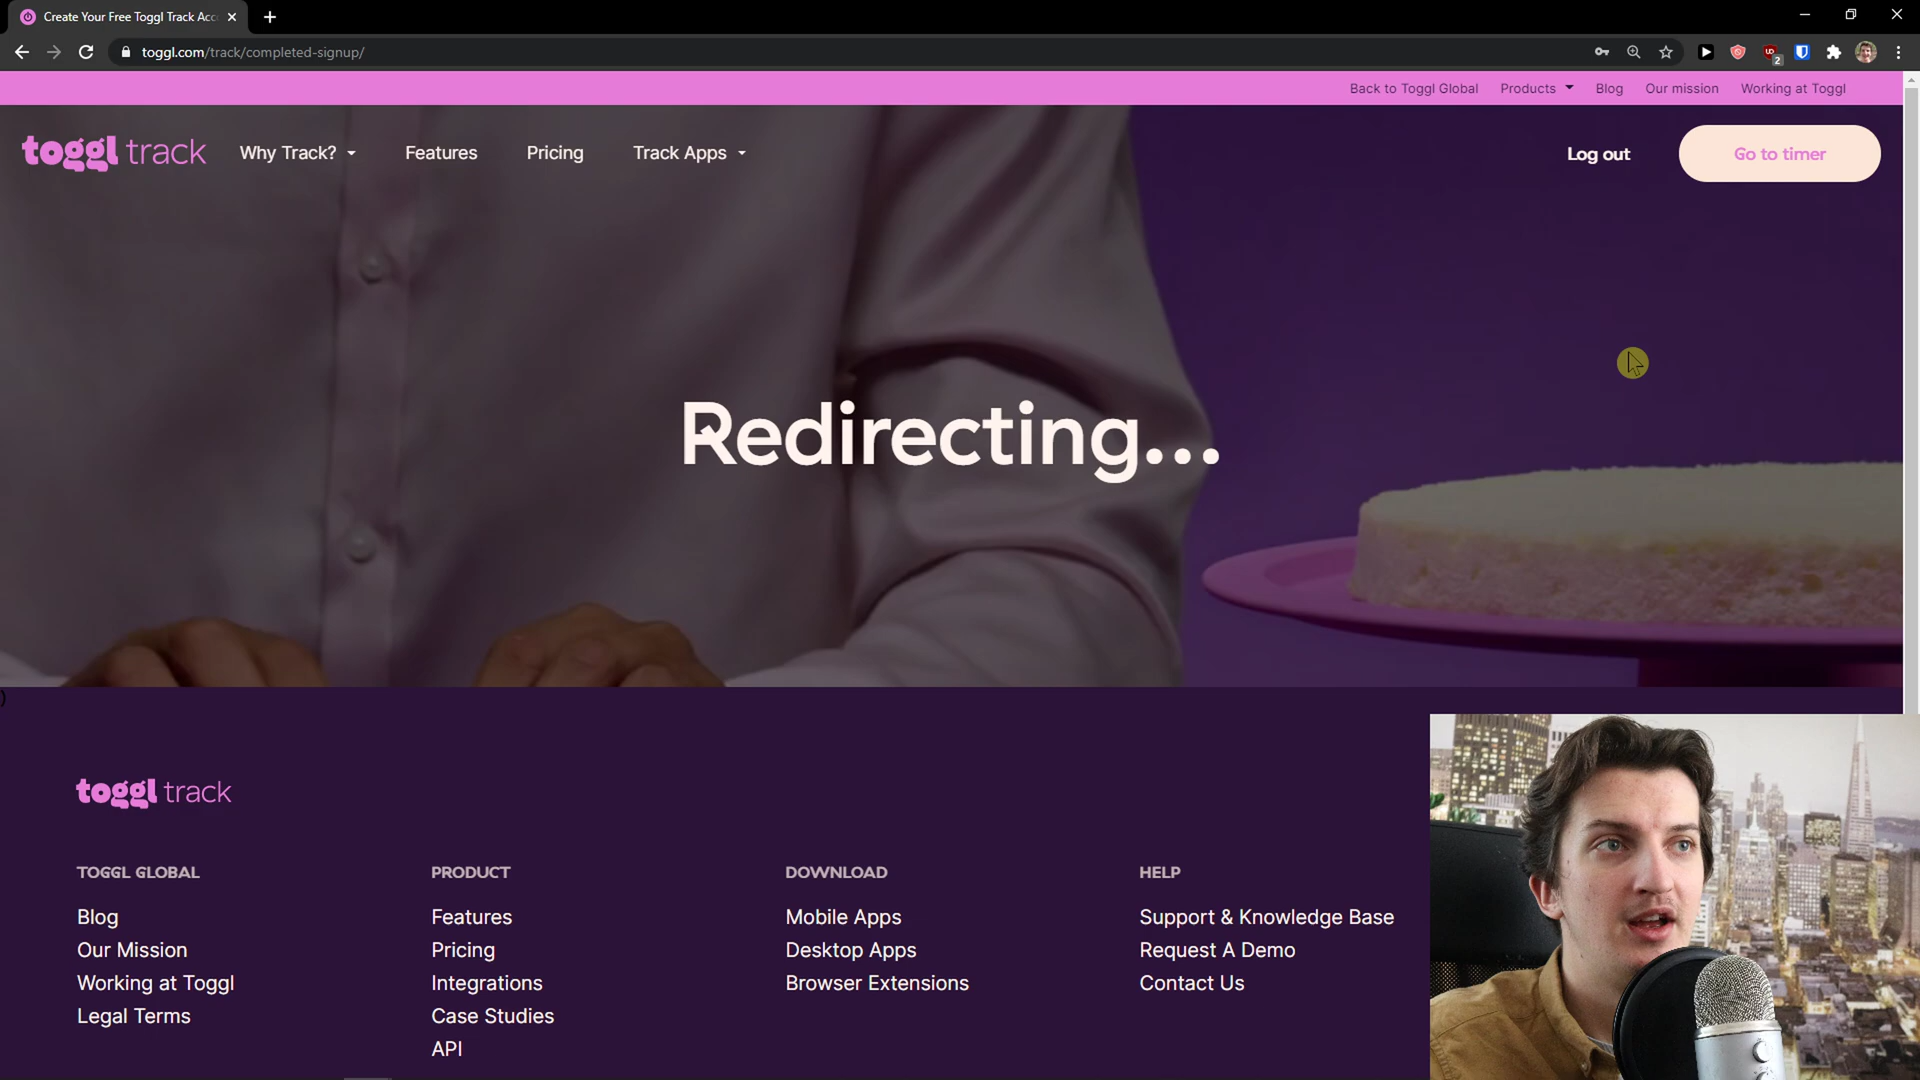 Create Your Free Toggl Track Acc
toggl.com/track/completed-signup/
2
Back to Toggl Global Products Blog Our mission Working at Toggl
toggl track Why Track? Features Pricing Track Apps Log out Go to timer
Redirecting...
)
toggl track
TOGGL GLOBAL
Blog
Our Mission
Working at Toggl
Legal Terms
PRODUCT
Features
Pricing
Integrations
Case Studies
API
DOWNLOAD
Mobile Apps
Desktop Apps
Browser Extensions
HELP
Support & Knowledge Base
Request A Demo
Contact Us